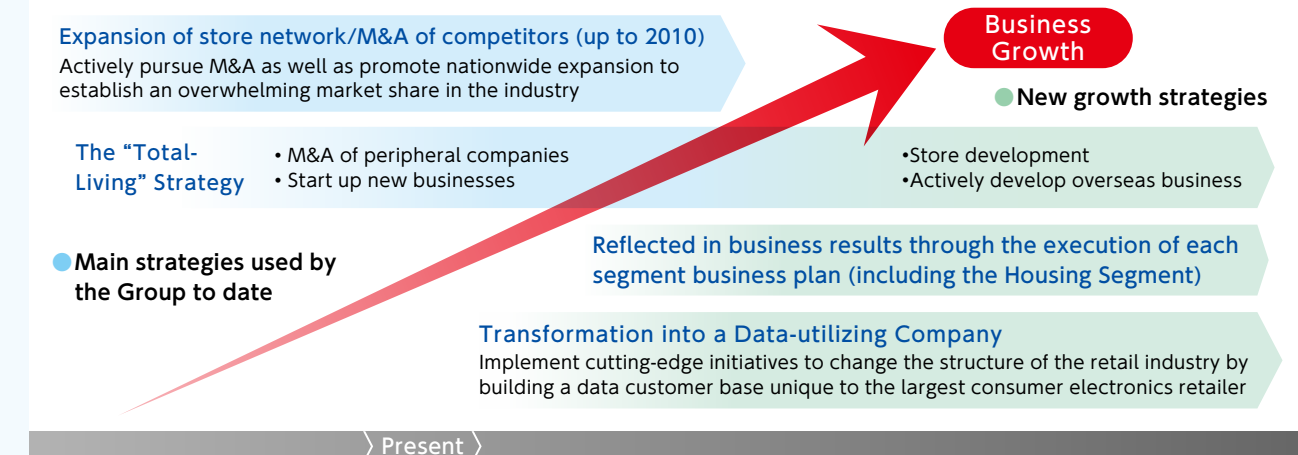 Expansion of store network/M&A of competitors (up to 2010)
Actively pursue M&A as well as promote nationwide expansion to
establish an overwhelming market share in the industry
Business
Growth
●New growth strategies
The “Total-
Living” Strategy
• M&A of peripheral companies
• Start up new businesses
•Store development
•Actively develop overseas business
●Main strategies used by
the Group to date
Reflected in business results through the execution of each
segment business plan (including the Housing Segment)
Transformation into a Data-utilizing Company
Implement cutting-edge initiatives to change the structure of the retail industry by
building a data customer base unique to the largest consumer electronics retailer
Present